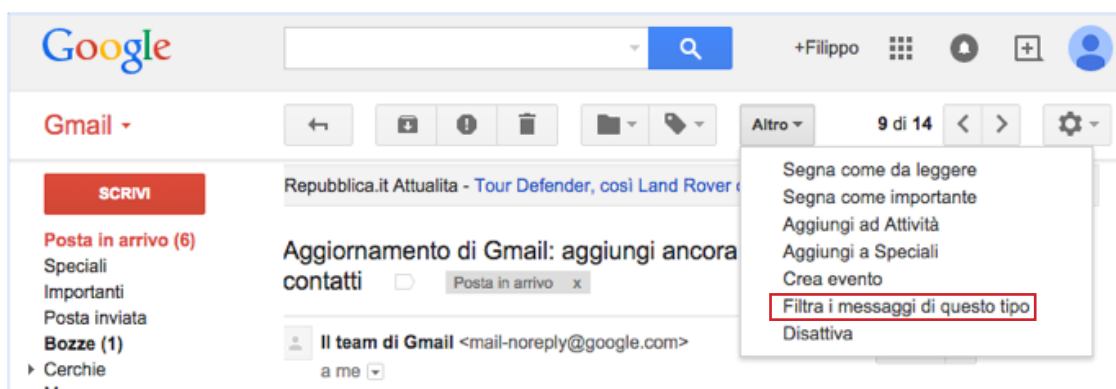 Google
+Filippo
Gmail
Altro
9 di 14
SCRIVI
Repubblica.it Attualita - Tour Defender, così Land Rover
Posta in arrivo (6)
Speciali
Importanti
Posta inviata
Bozze (1)
Cerchie
Aggiornamento di Gmail: aggiungi ancora
contatti
Posta in arrivo x
Il team di Gmail <mail-noreply@google.com>
a me
Segna come da leggere
Segna come importante
Aggiungi ad Attività
Aggiungi a Speciali
Crea evento
Filtra i messaggi di questo tipo
Disattiva